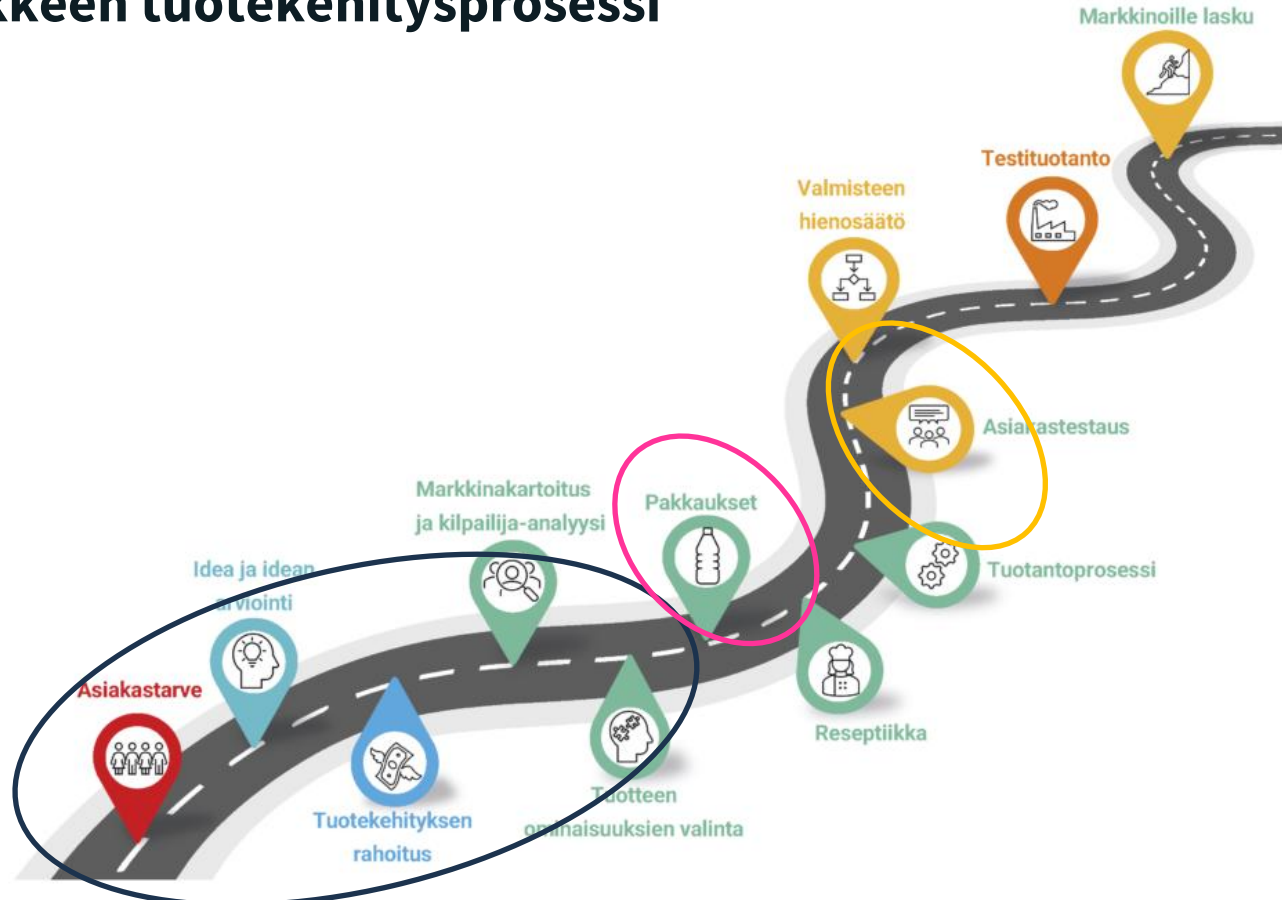 kkeen tuotekehitysprosessi
Markkinoille lasku
Testituotanto
Valmisteen
hienosäätö
Asiakastestaus
Markkinakartoitus
ja kilpailija-analyysi
Pakkaukset
Tuotantoprosessi
Idea ja idean
arviointi
Asiakastarve
Reseptiikka
Tuotteen
ominaisuuksien valinta
Tuotekehityksen
rahoitus